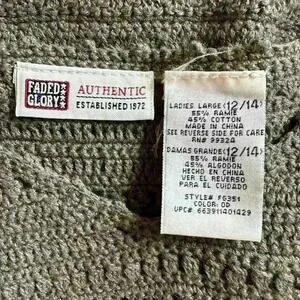 FADED
GLORY
AUTHENTIC
ESTABLISHED 1972
LADIES LARGE (12/14)
55% RAMIE
45% COTTON
MADE IN CHINA
SEE REVERSE SIDE FOR CARE
RN# 99324
DAMAS GRANDE(12/14)
55% RAMIE
45% ALGODON
HECHO EN CHINA
VER EL REVERSO
PARA EL CUIDADO
STYLE# FG351
COLOR: OD
UPC# 663911401429